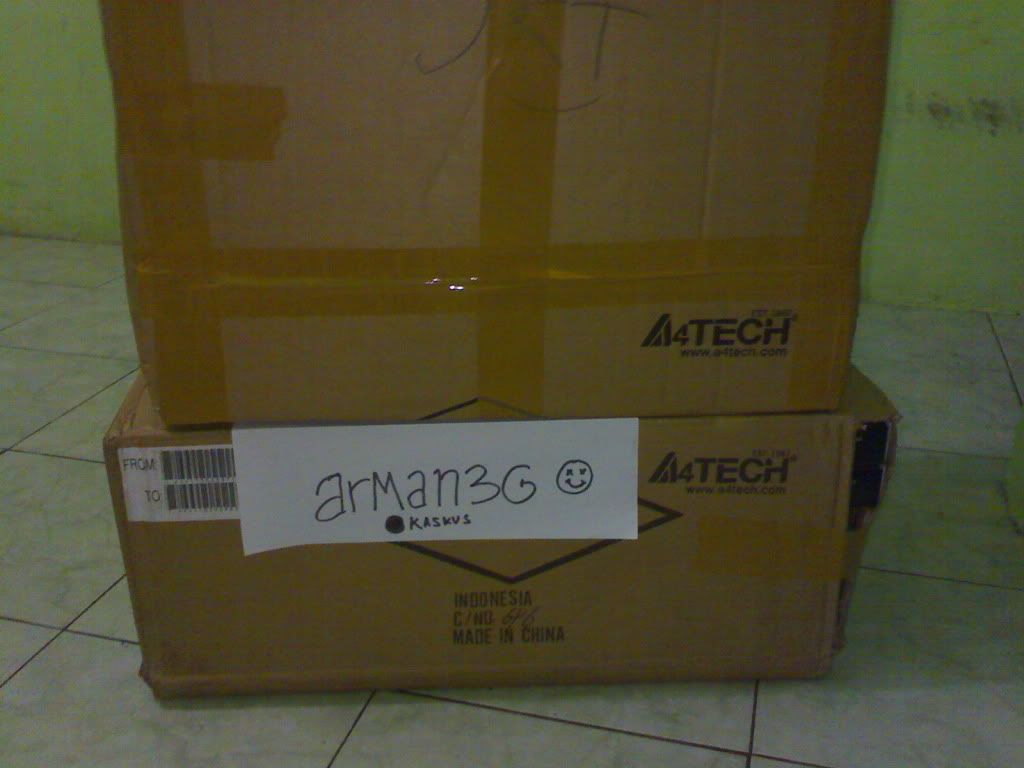 EST. 1987
A4TECH®
www.a4tech.com
FROM:
TO:
arMan3G
KASKUS
EST. 1987
A4TECH®
www.a4tech.com
INDONESIA
C/NO.
MADE IN CHINA